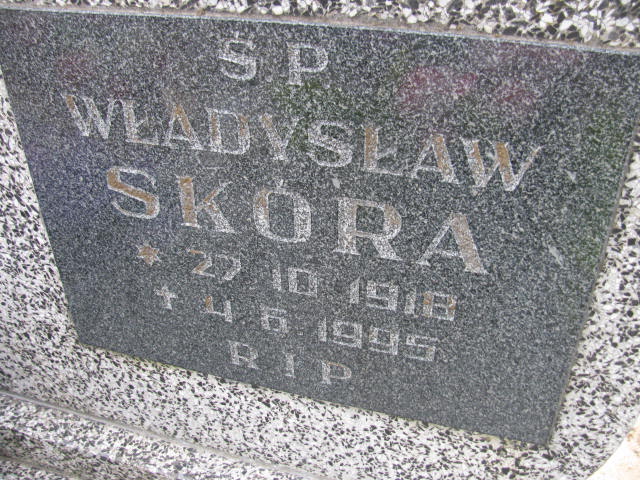 Ś.P.
WŁADYSŁAW
SKÓRA
* 27 10 1918
+ 4.6.1995
R I P